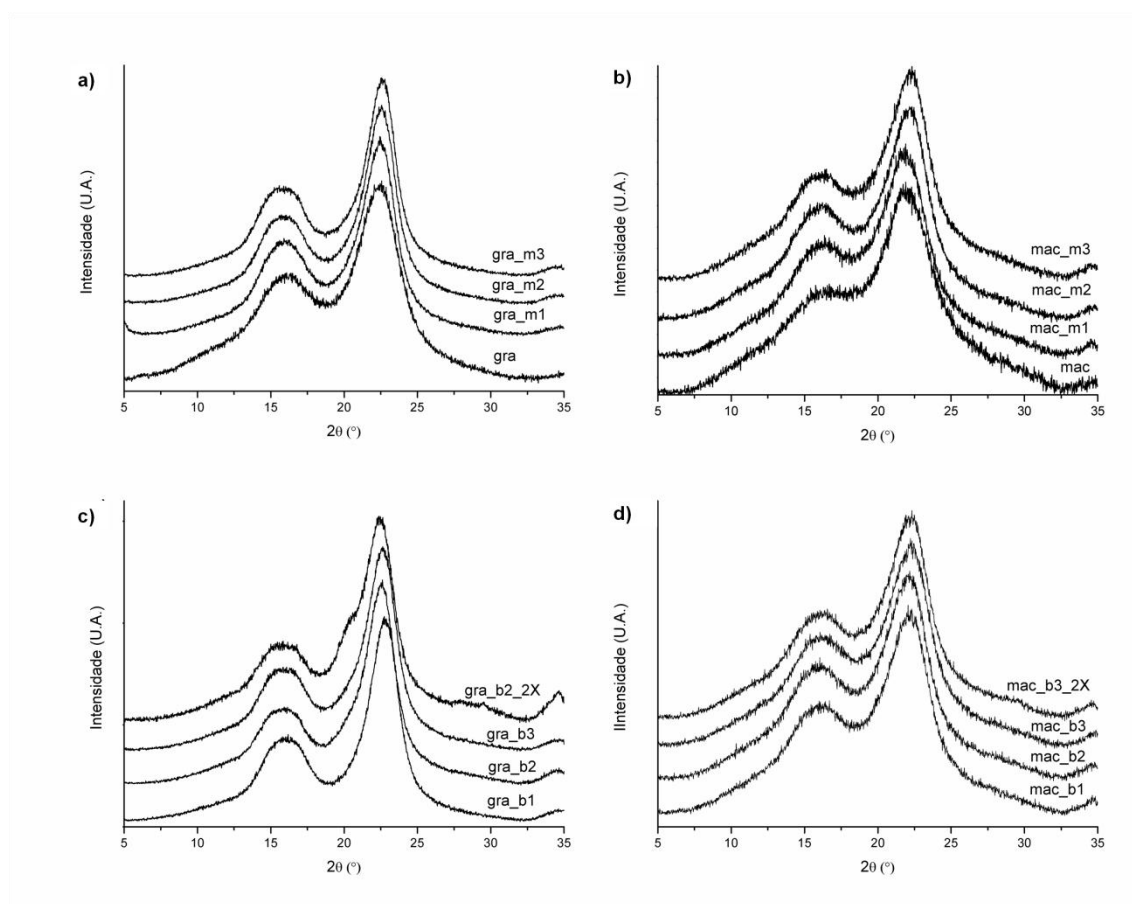 a)
Intensidade (U.A.)
gra_m3
gra_m2
gra_m1
gra
5 10 15 20 25 30 35
2θ (°)
b)
Intensidade (U.A.)
mac_m3
mac_m2
mac_m1
mac
5 10 15 20 25 30 35
2θ (°)
c)
Intensidade (U.A.)
gra_b2_2X
gra_b3
gra_b2
gra_b1
5 10 15 20 25 30 35
2θ (°)
d)
IIntensidade (U.A.)
mac_b3_2X
mac_b3
mac_b2
mac_b1
5 10 15 20 25 30 35
2θ (°)